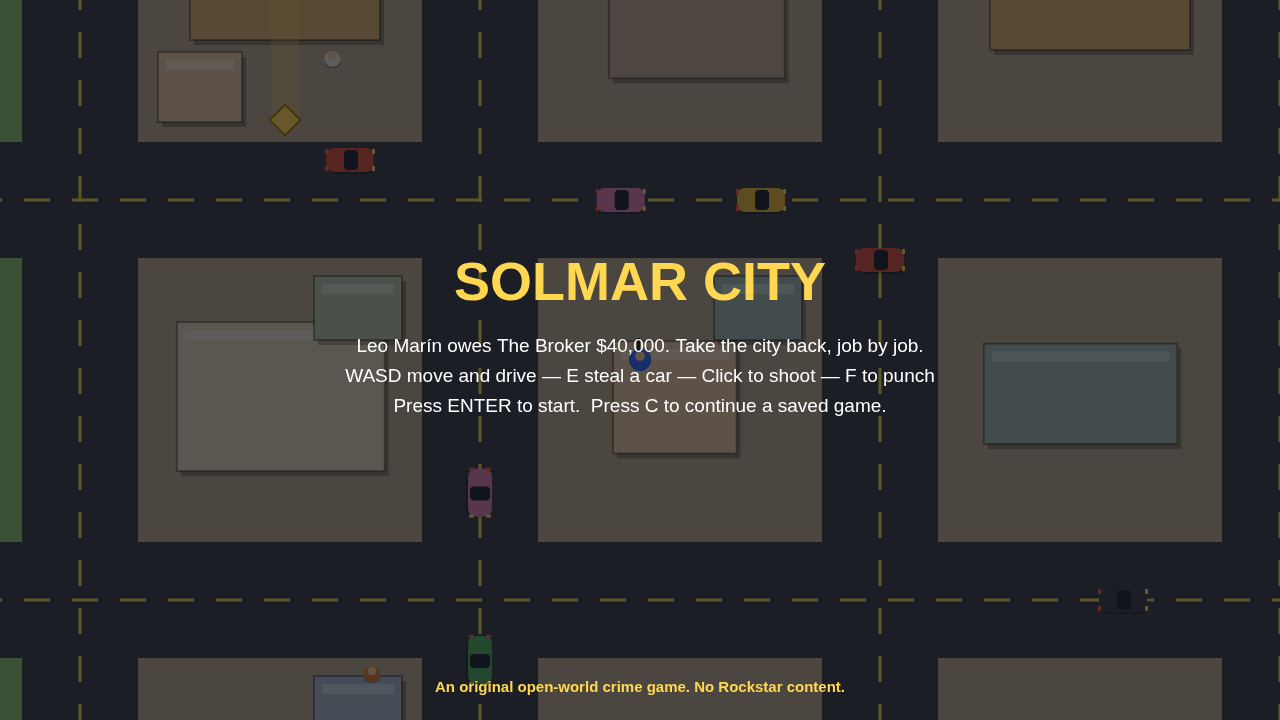 SOLMAR CITY
Leo Marín owes The Broker $40,000. Take the city back, job by job.
WASD move and drive — E steal a car — Click to shoot — F to punch
Press ENTER to start.  Press C to continue a saved game.
An original open-world crime game. No Rockstar content.